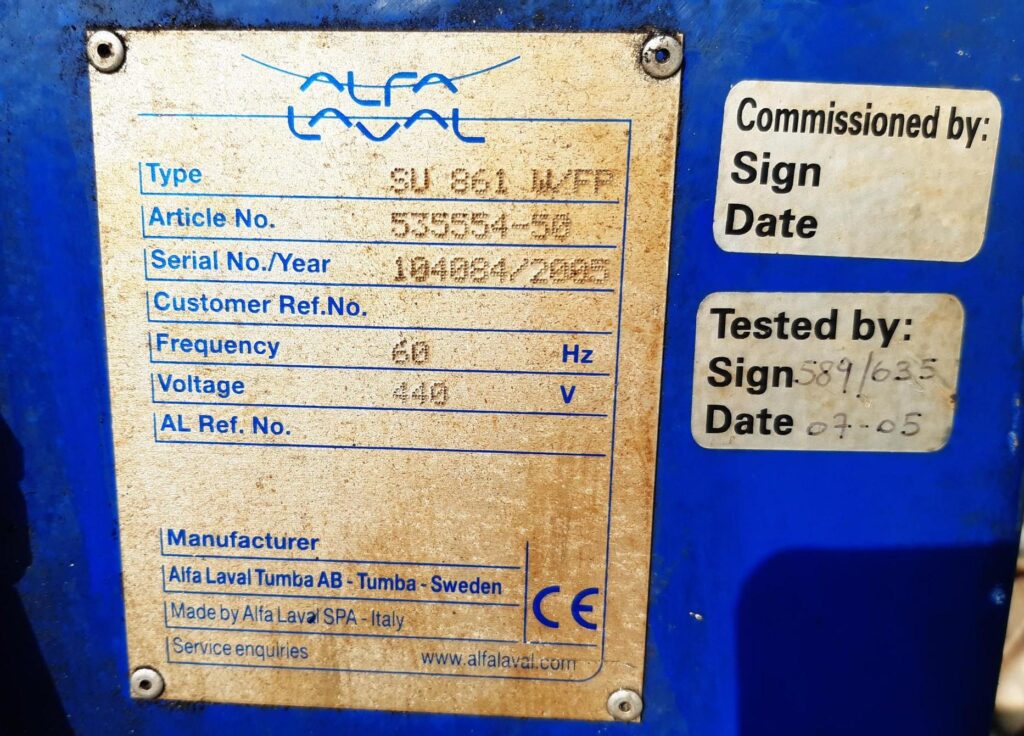 ALFA
LAVAL
Type SU 861 W/FP
Article No. 535554-50
Serial No./Year 104084/2005
Customer Ref.No.
Frequency 60 Hz
Voltage 440 V
AL Ref. No.
Manufacturer
Alfa Laval Tumba AB - Tumba - Sweden
Made by Alfa Laval SPA - Italy
Service enquiries www.alfalaval.com
CE
Commissioned by:
Sign
Date
Tested by:
Sign 589/635
Date 07-05